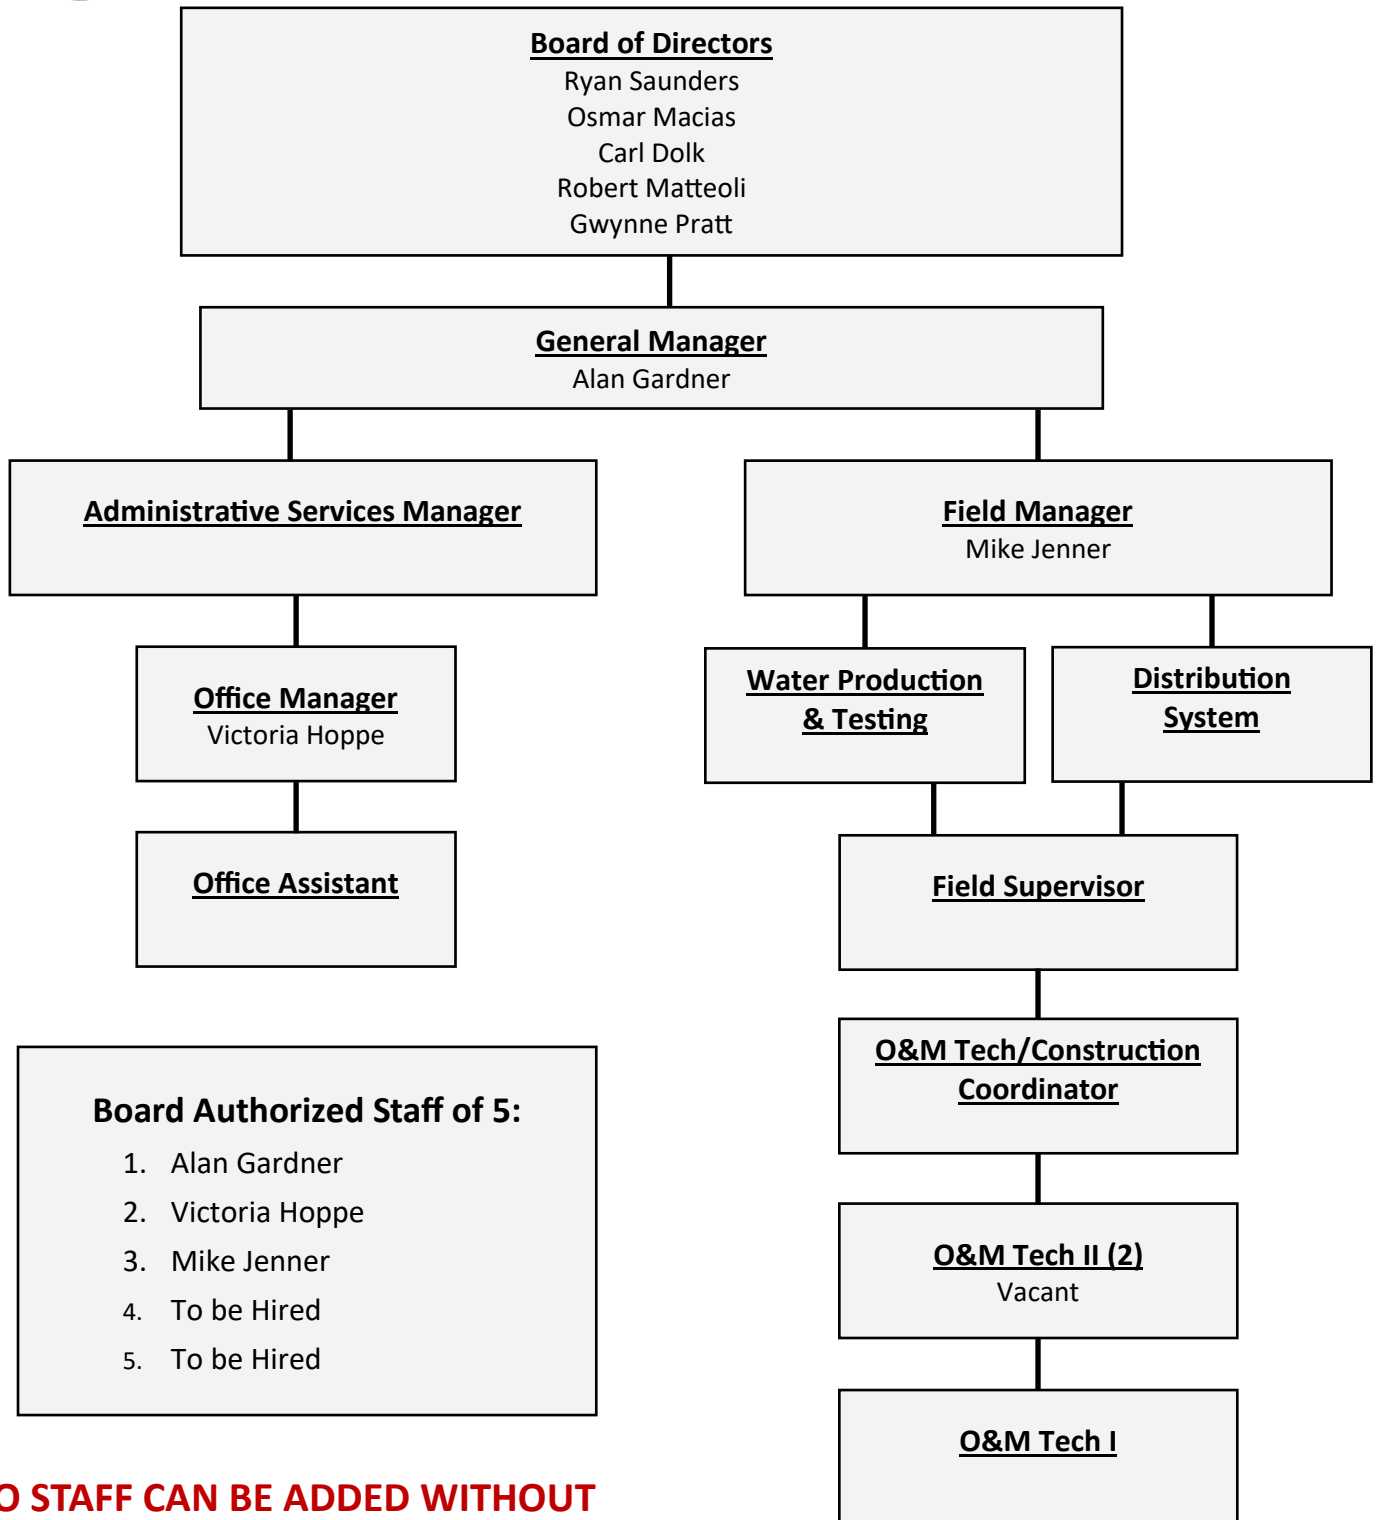 Board of Directors
Ryan Saunders
Osmar Macias
Carl Dolk
Robert Matteoli
Gwynne Pratt
General Manager
Alan Gardner
Administrative Services Manager
Field Manager
Mike Jenner
Office Manager
Victoria Hoppe
Water Production
& Testing
Distribution
System
Office Assistant
Field Supervisor
O&M Tech/Construction
Coordinator
Board Authorized Staff of 5:
1. Alan Gardner
2. Victoria Hoppe
3. Mike Jenner
4. To be Hired
5. To be Hired
O&M Tech II (2)
Vacant
O&M Tech I
O STAFF CAN BE ADDED WITHOUT